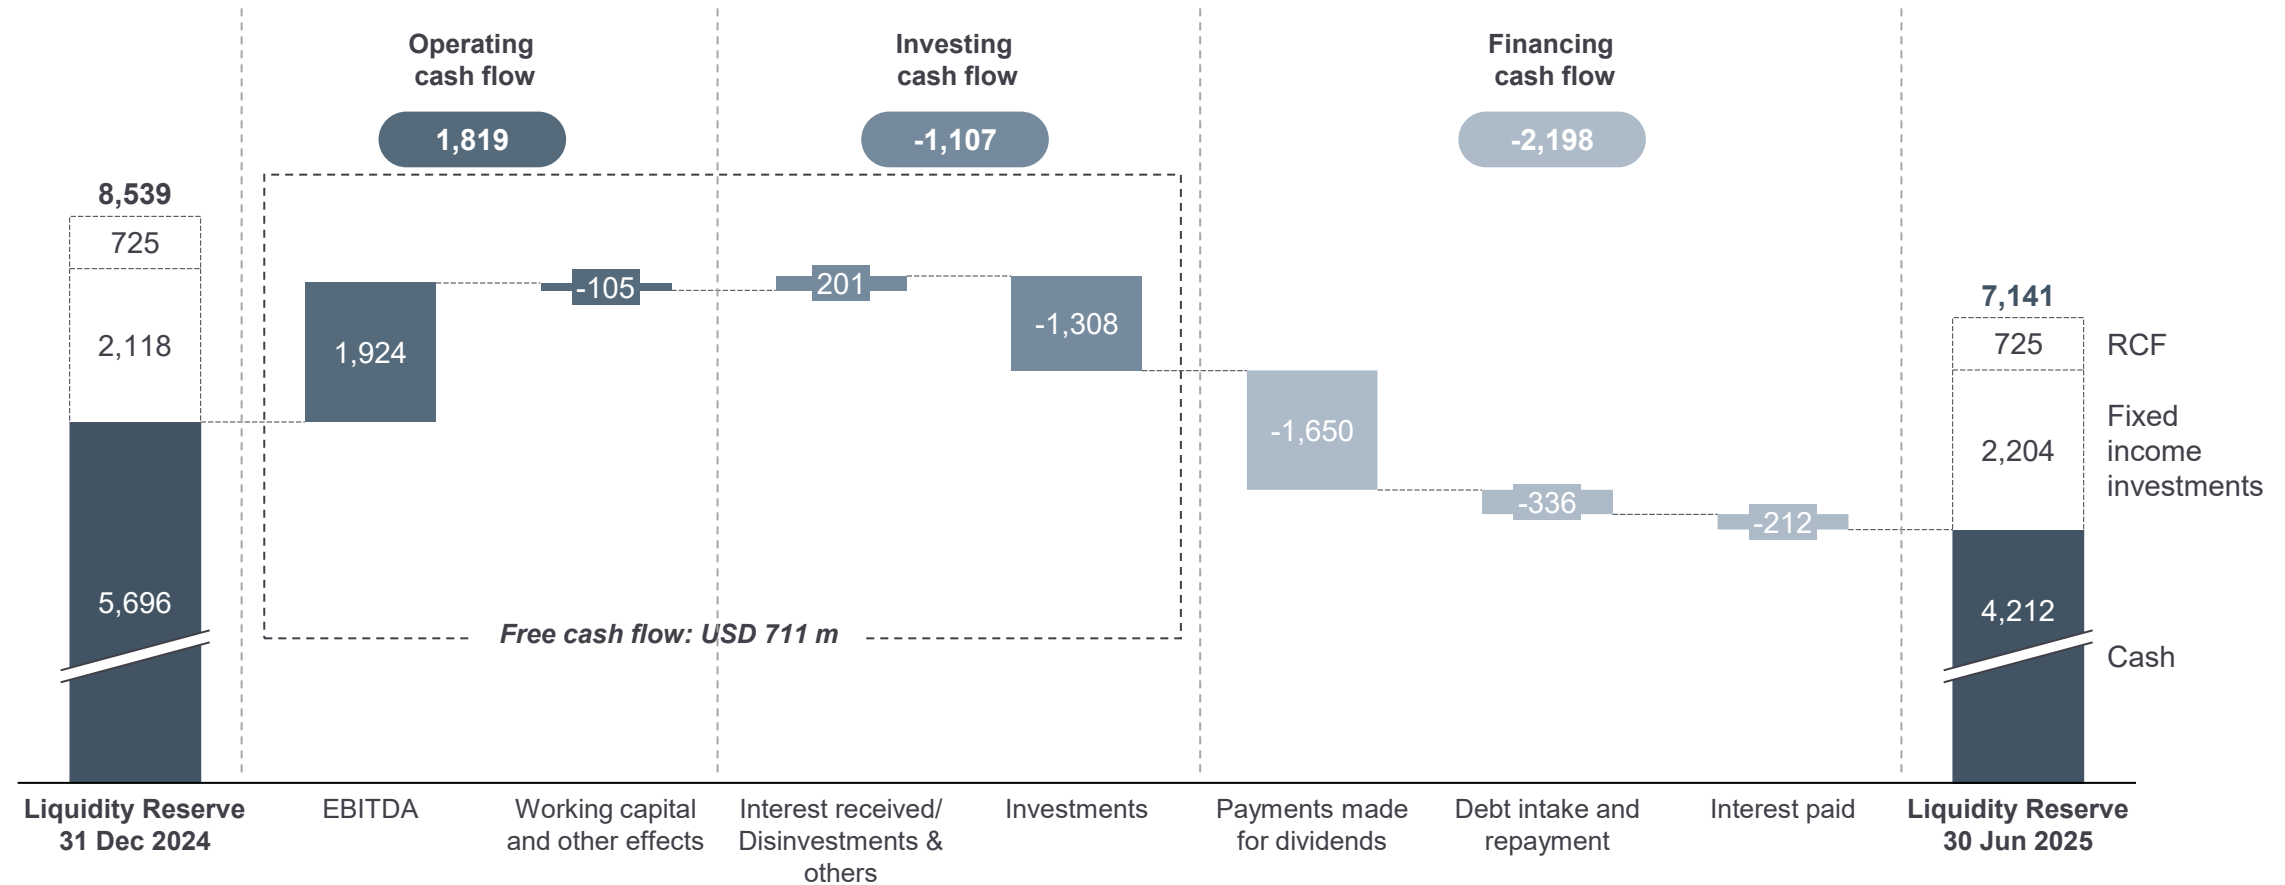 Operating
cash flow
1,819
Investing
cash flow
-1,107
Financing
cash flow
-2,198
8,539
725
2,118
5,696
1,924
-105
201
-1,308
-1,650
-336
-212
7,141
725
2,204
4,212
RCF
Fixed
income
investments
Cash
Free cash flow: USD 711 m
Liquidity Reserve
31 Dec 2024
EBITDA
Working capital
and other effects
Interest received/
Disinvestments &
others
Investments
Payments made
for dividends
Debt intake and
repayment
Interest paid
Liquidity Reserve
30 Jun 2025